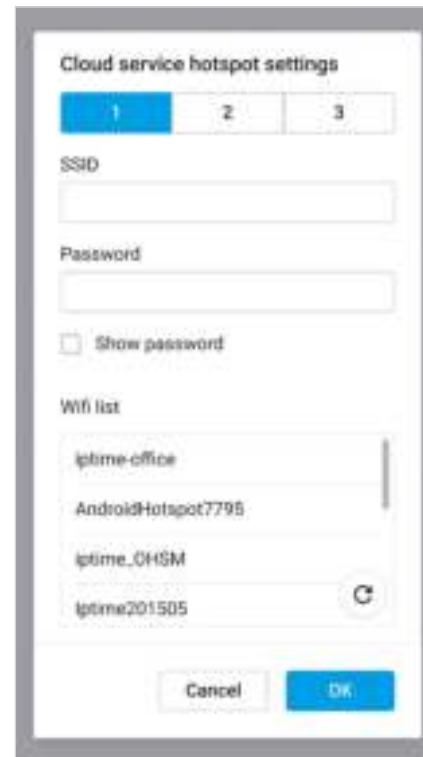 Cloud service hotspot settings
1 2 3
SSID
Password
Show password
Wifi list
iptime-office
AndroidHotspot7795
iptime_OHSM
Iptime201505
Cancel OK